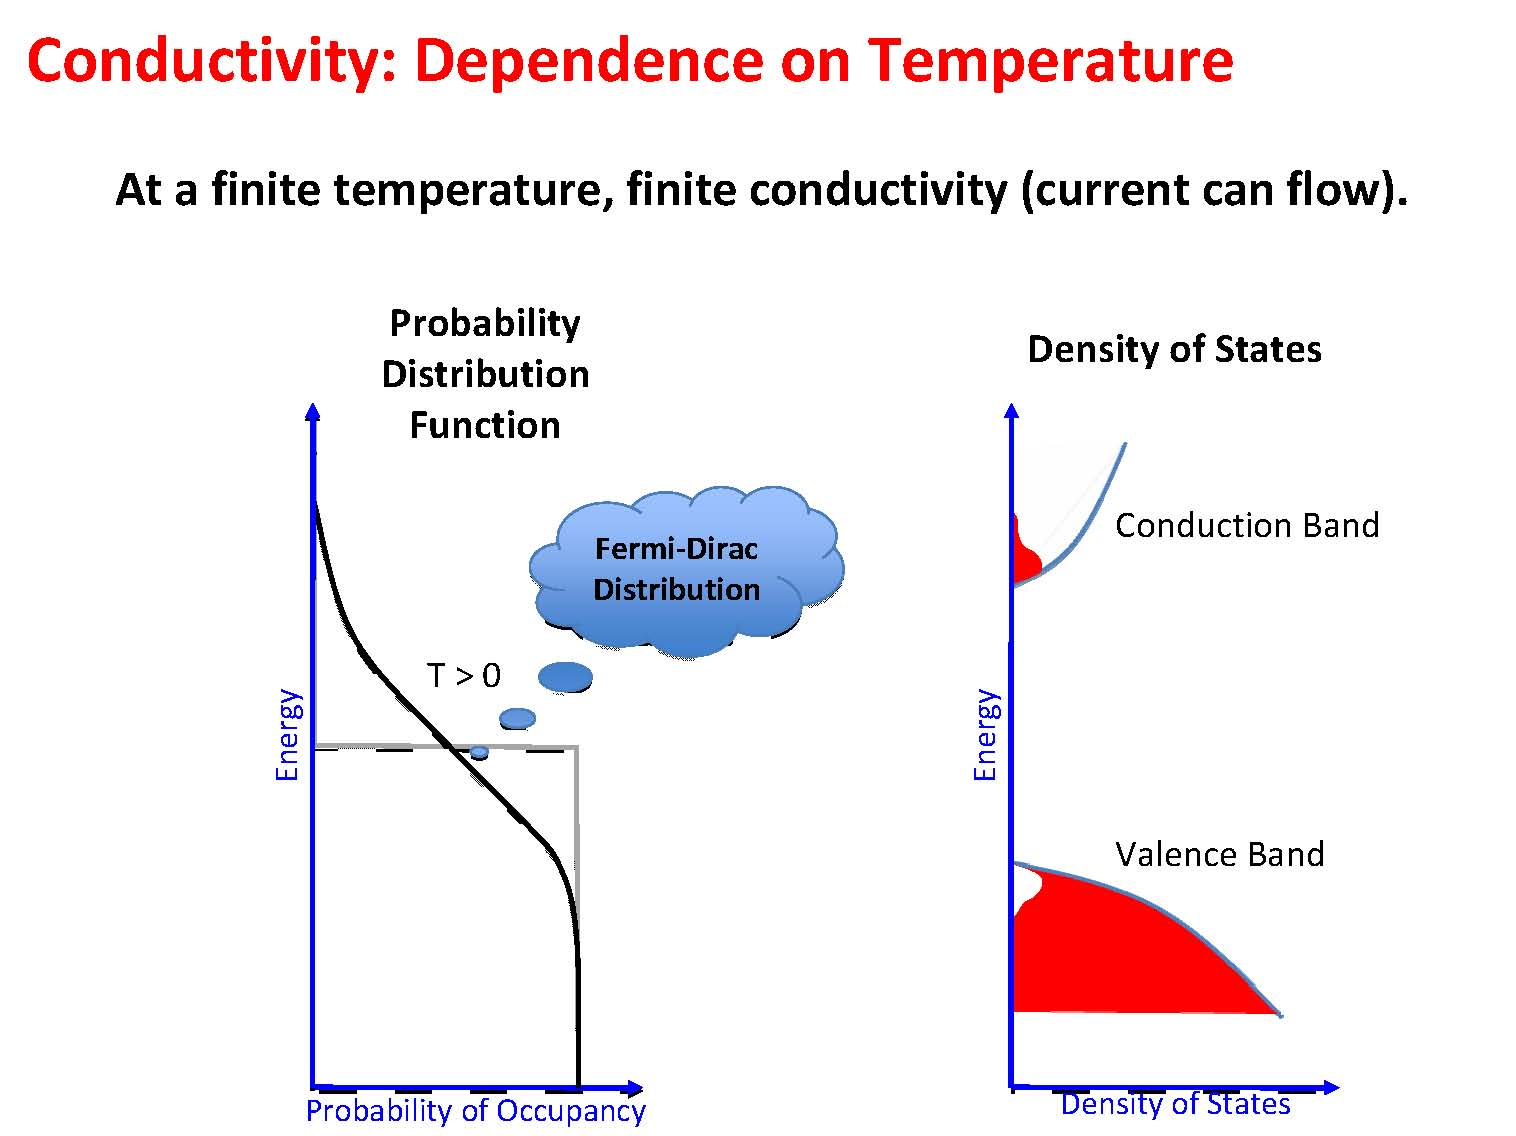 Conductivity: Dependence on Temperature
At a finite temperature, finite conductivity (current can flow).
Probability
Distribution
Function
Density of States
Fermi-Dirac
Distribution
T > 0
Energy
Probability of Occupancy
Conduction Band
Energy
Valence Band
Density of States